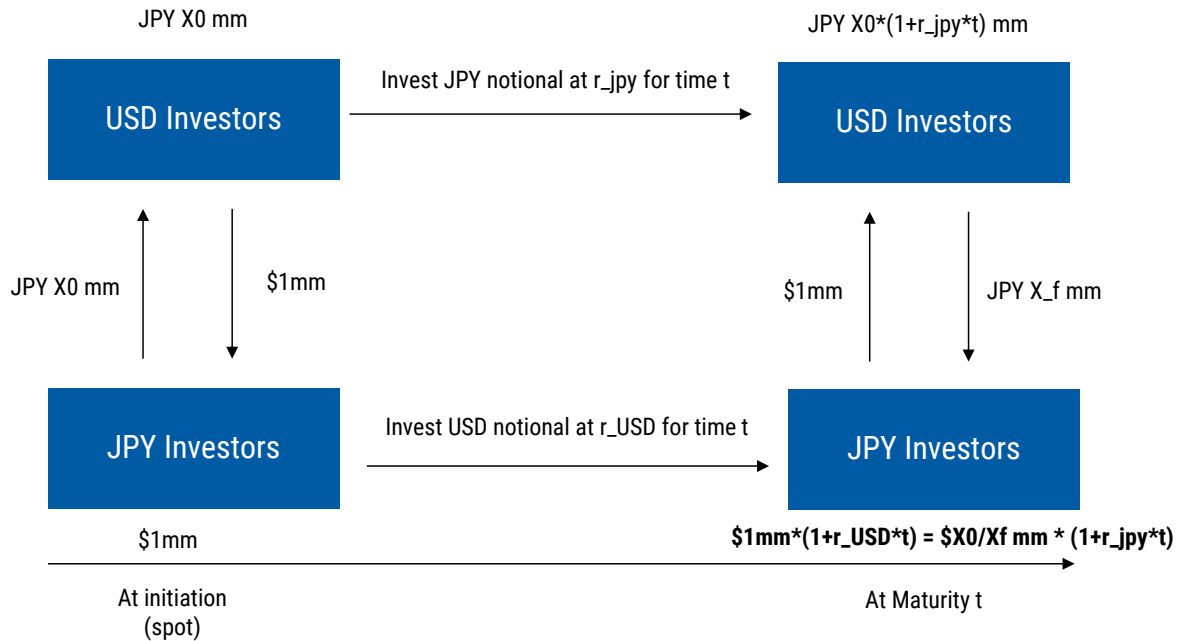 JPY X0 mm
JPY X0*(1+r_jpy*t) mm
USD Investors
Invest JPY notional at r_jpy for time t
USD Investors
JPY X0 mm
$1mm
$1mm
JPY X_f mm
JPY Investors
Invest USD notional at r_USD for time t
JPY Investors
$1mm
$1mm*(1+r_USD*t) = $X0/Xf mm * (1+r_jpy*t)
At initiation
(spot)
At Maturity t